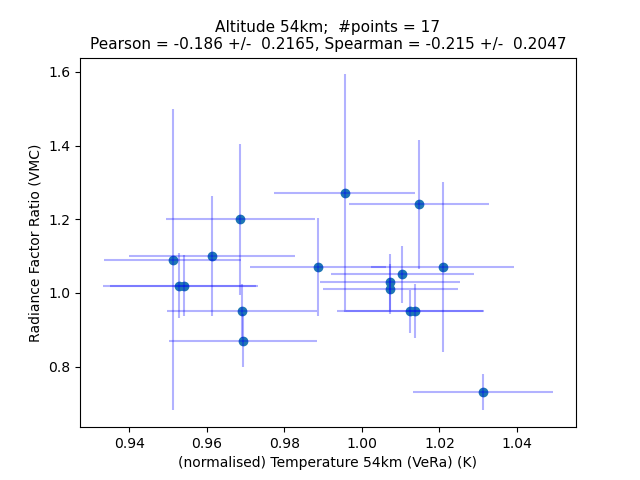 Altitude 54km;  #points = 17
Pearson = -0.186 +/-  0.2165, Spearman = -0.215 +/-  0.2047
Radiance Factor Ratio (VMC)
1.6
1.4
1.2
1.0
0.8
0.94 0.96 0.98 1.00 1.02 1.04
(normalised) Temperature 54km (VeRa) (K)